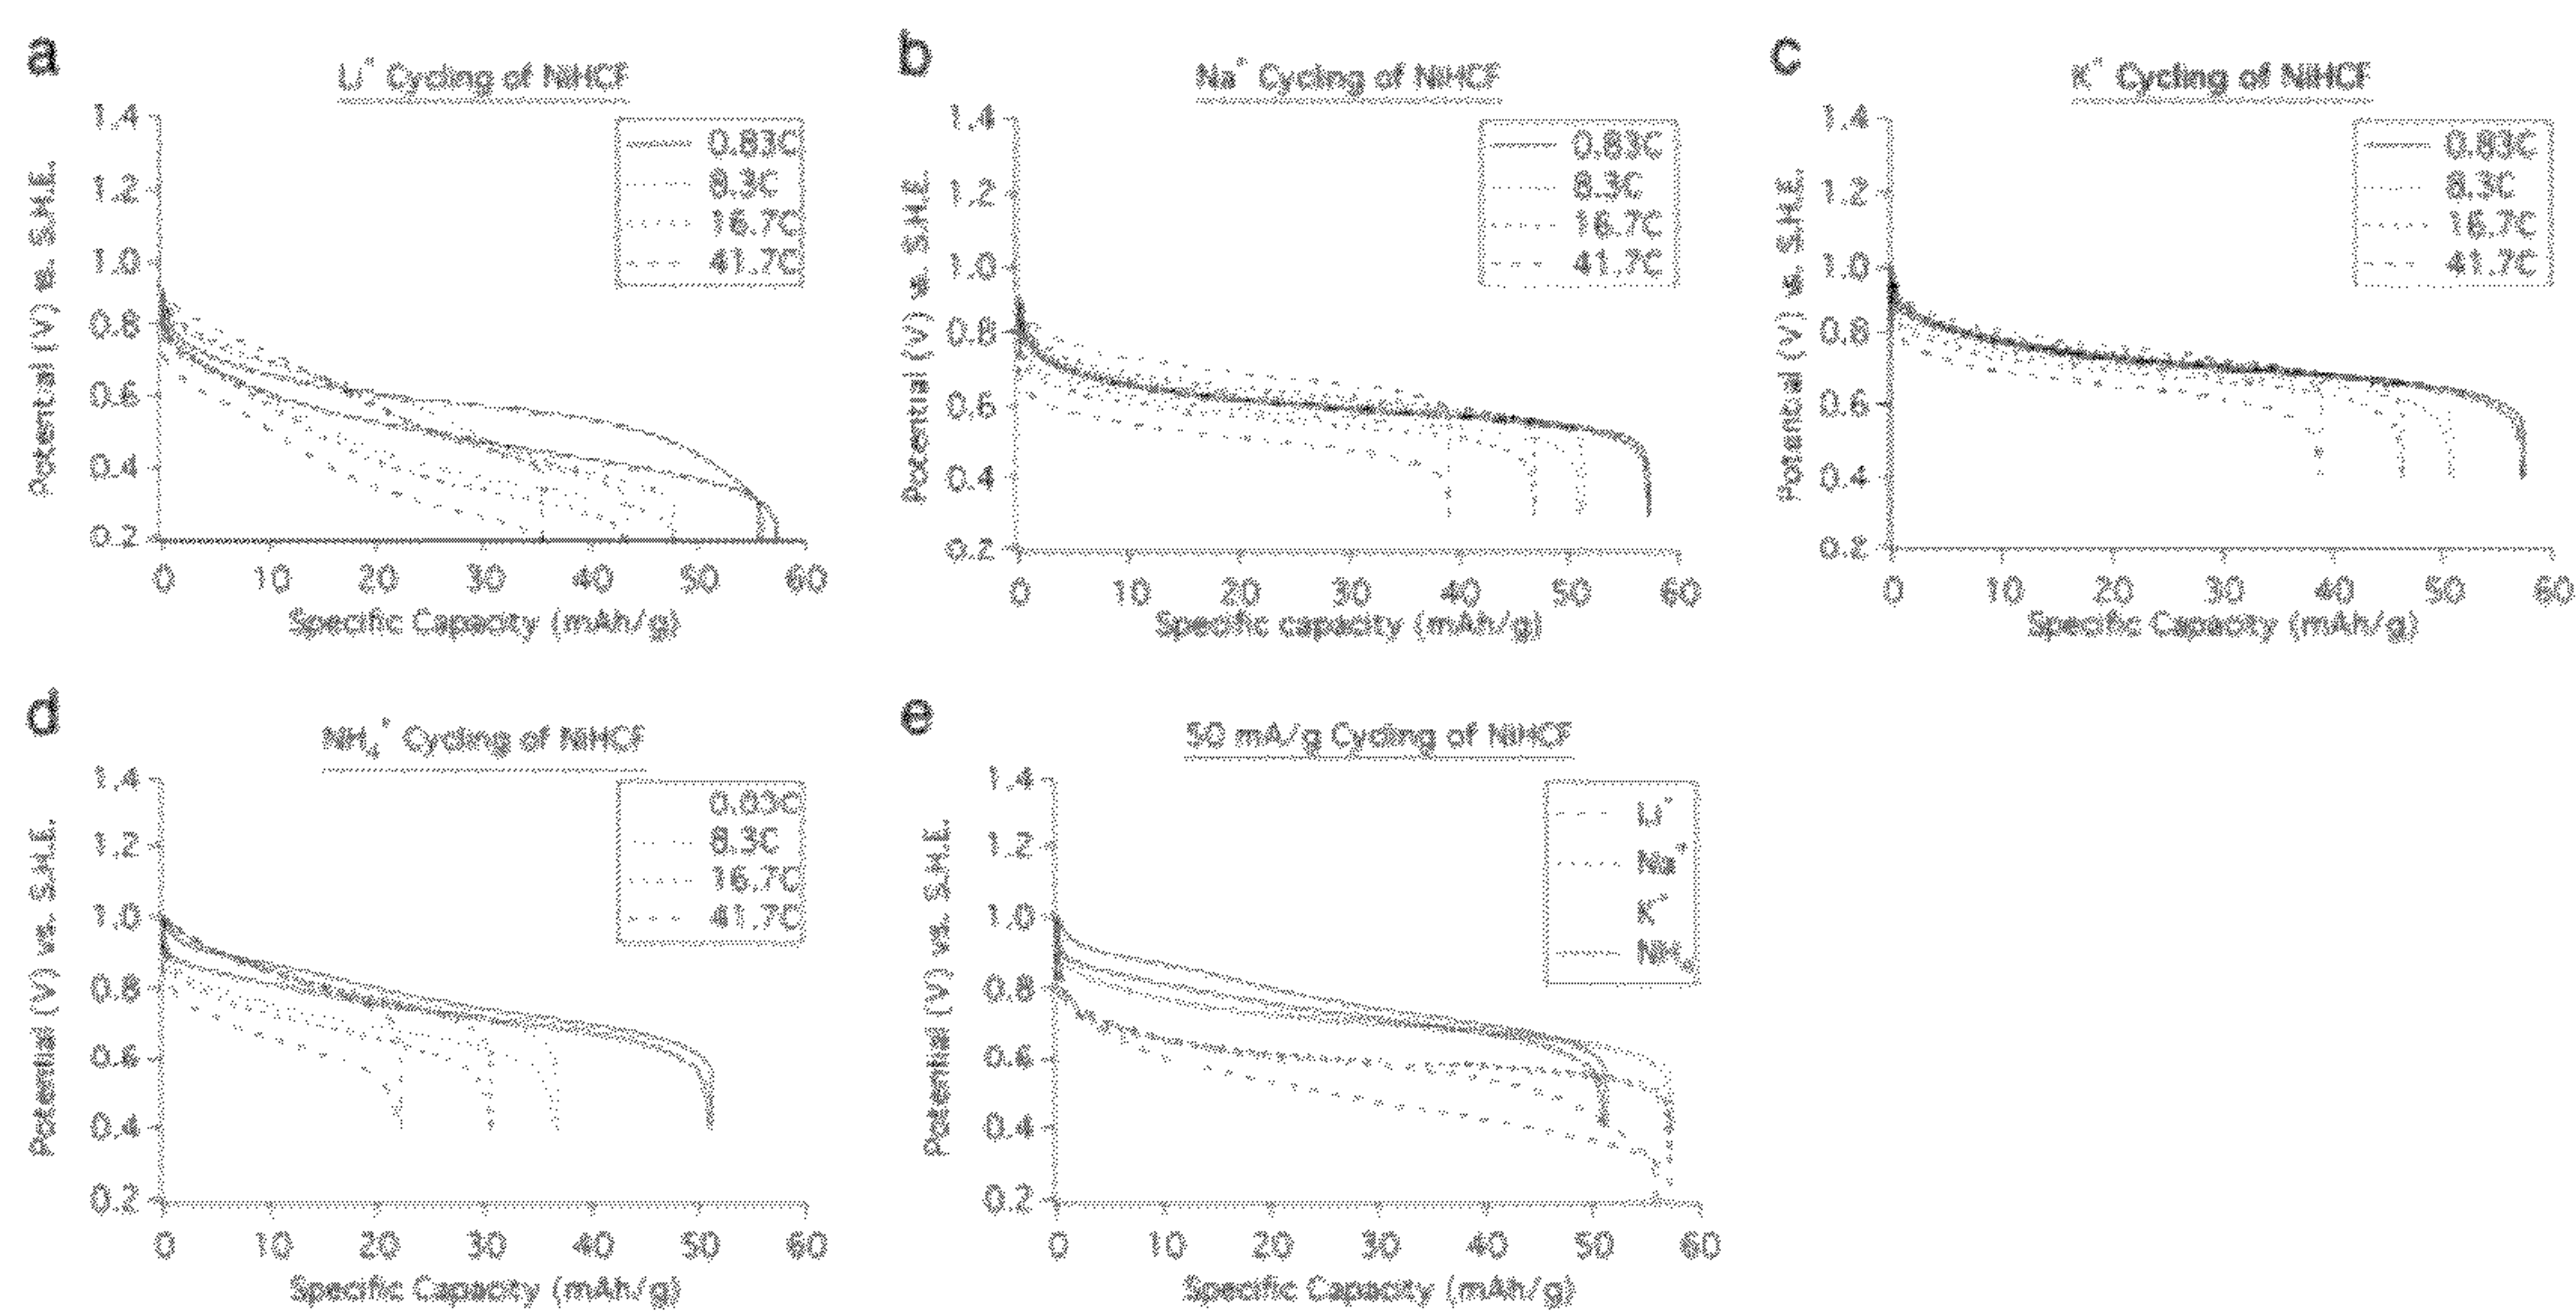 a
Li⁺ Cycling of NiHCF
1.4
1.2
1.0
0.8
0.6
0.4
0.2
Potential (V) vs. S.H.E.
0.83C
8.3C
16.7C
41.7C
0 10 20 30 40 50 60
Specific Capacity (mAh/g)
b
Na⁺ Cycling of NiHCF
1.4
1.2
1.0
0.8
0.6
0.4
0.2
Potential (V) vs. S.H.E.
0.83C
8.3C
16.7C
41.7C
0 10 20 30 40 50 60
Specific capacity (mAh/g)
c
K⁺ Cycling of NiHCF
1.4
1.2
1.0
0.8
0.6
0.4
0.2
Potential (V) vs. S.H.E.
0.83C
8.3C
16.7C
41.7C
0 10 20 30 40 50 60
Specific Capacity (mAh/g)
d
NH₄⁺ Cycling of NiHCF
1.4
1.2
1.0
0.8
0.6
0.4
0.2
Potential (V) vs. S.H.E.
0.83C
8.3C
16.7C
41.7C
0 10 20 30 40 50 60
Specific Capacity (mAh/g)
e
50 mA/g Cycling of NiHCF
1.4
1.2
1.0
0.8
0.6
0.4
0.2
Potential (V) vs. S.H.E.
Li⁺
Na⁺
K⁺
NH₄
0 10 20 30 40 50 60
Specific Capacity (mAh/g)